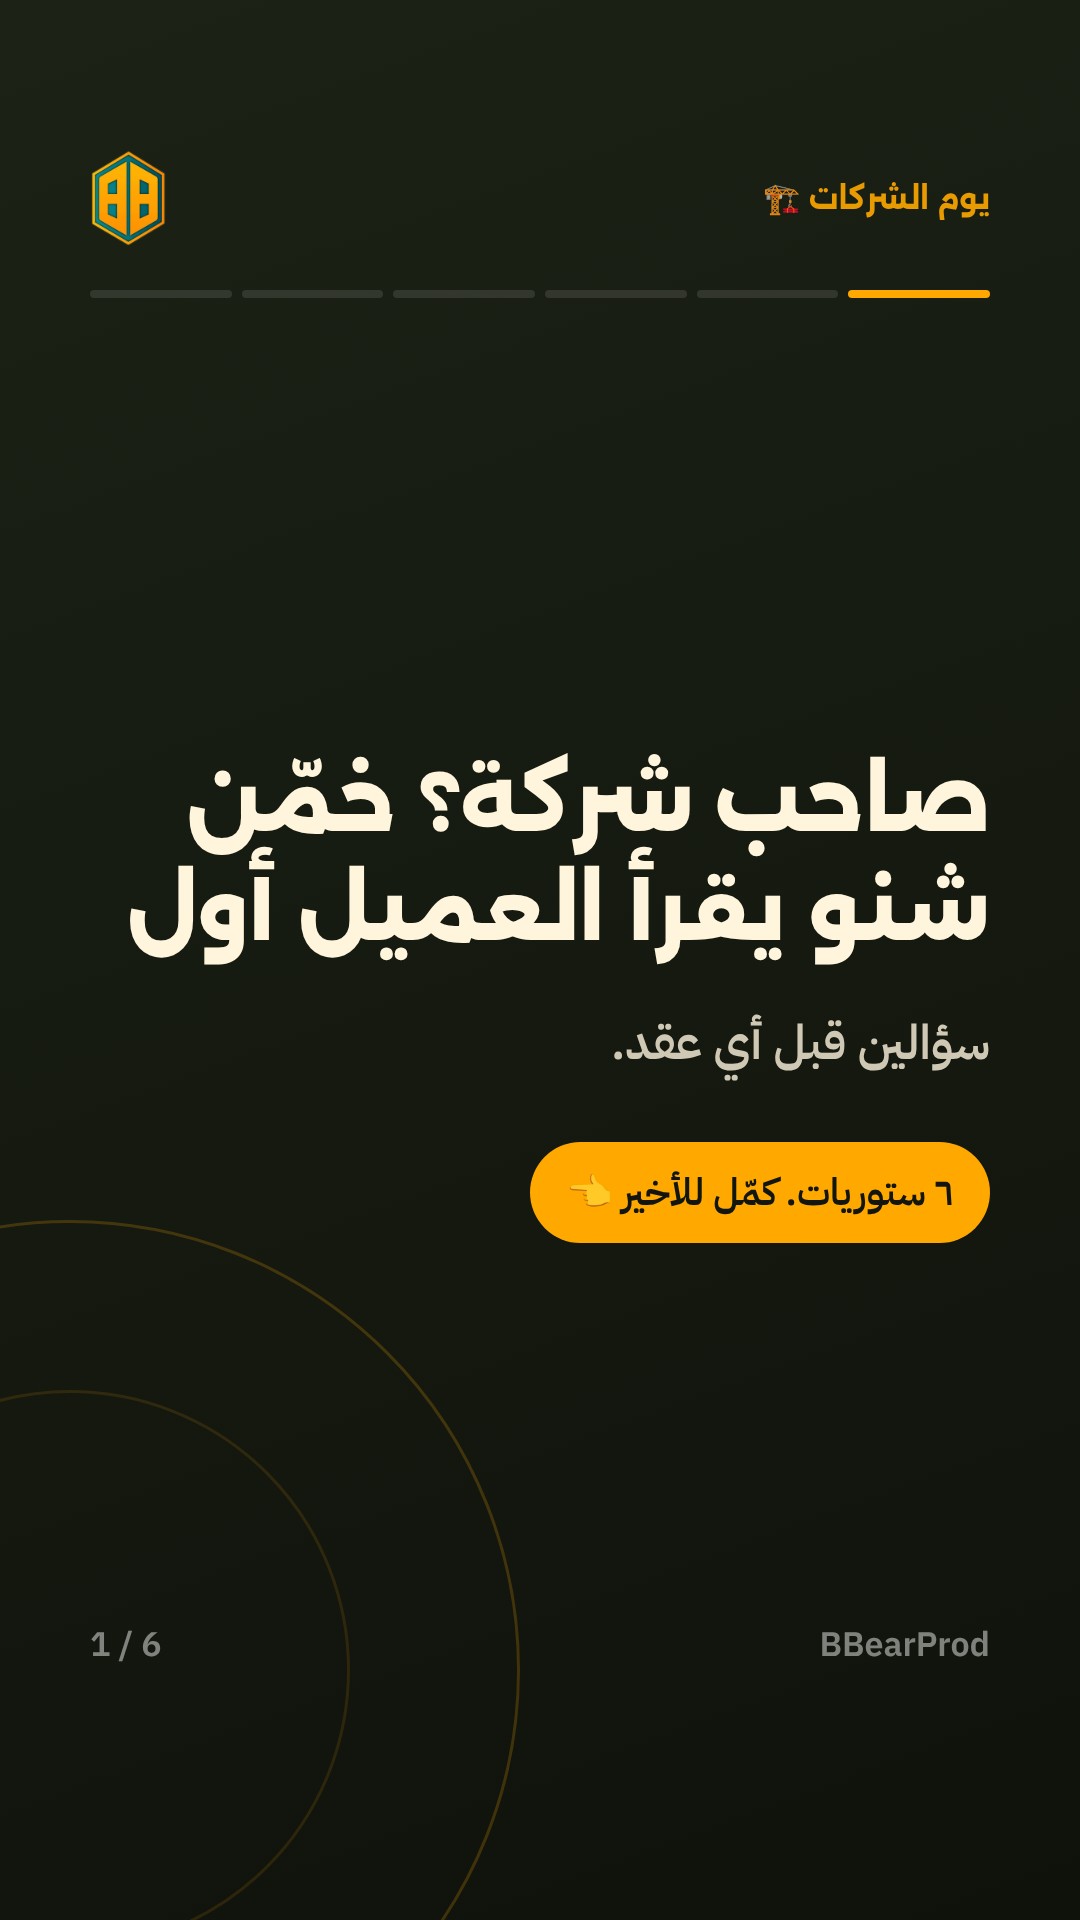 يوم الشركات 🏗️
BB
صاحب شركة؟ خمّن
شنو يقرأ العميل أول
سؤالين قبل أي عقد.
٦ ستوريات. كمّل للأخير 👈
BBearProd
1 / 6